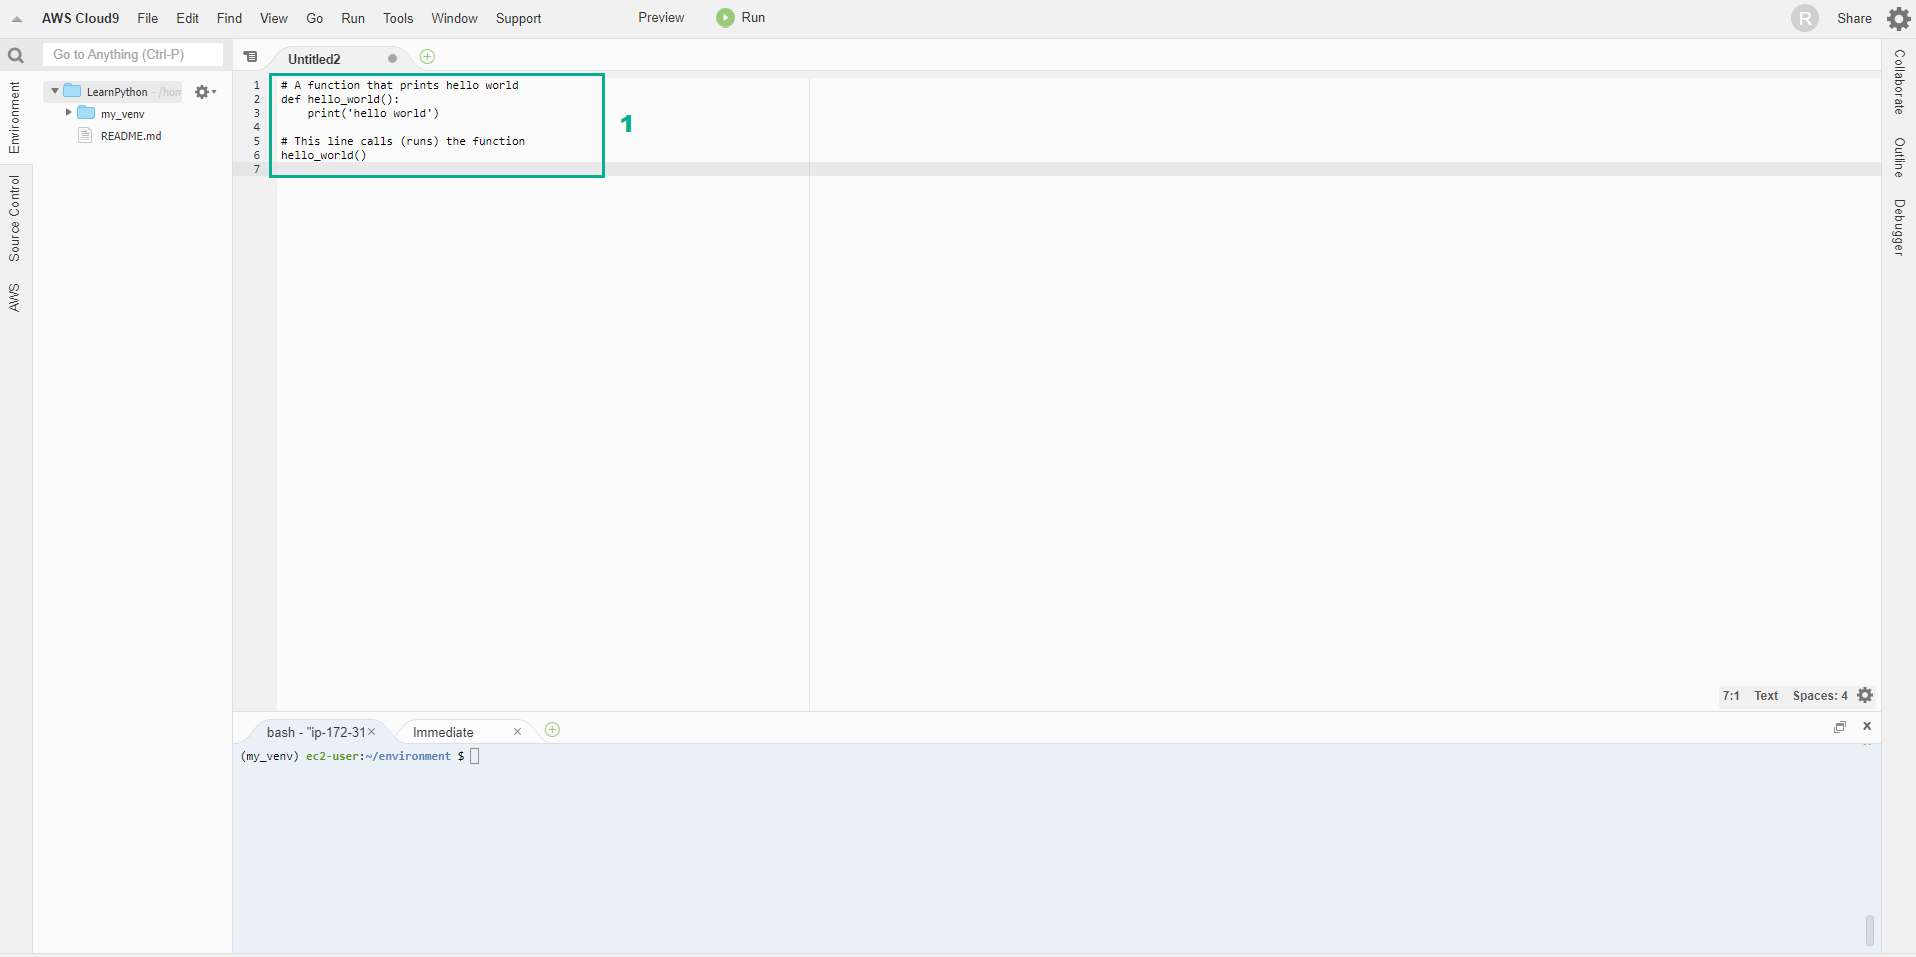 AWS Cloud9 File Edit Find View Go Run Tools Window Support Preview Run R Share
Go to Anything (Ctrl-P)
Untitled2
Environment
Source Control
AWS
LearnPython - /hom
my_venv
README.md
1 # A function that prints hello world
2 def hello_world():
3     print('hello world')
4
5 # This line calls (runs) the function
6 hello_world()
7
1
Collaborate
Outline
Debugger
7:1 Text Spaces: 4
bash - "ip-172-31 Immediate
(my_venv) ec2-user:~/environment $